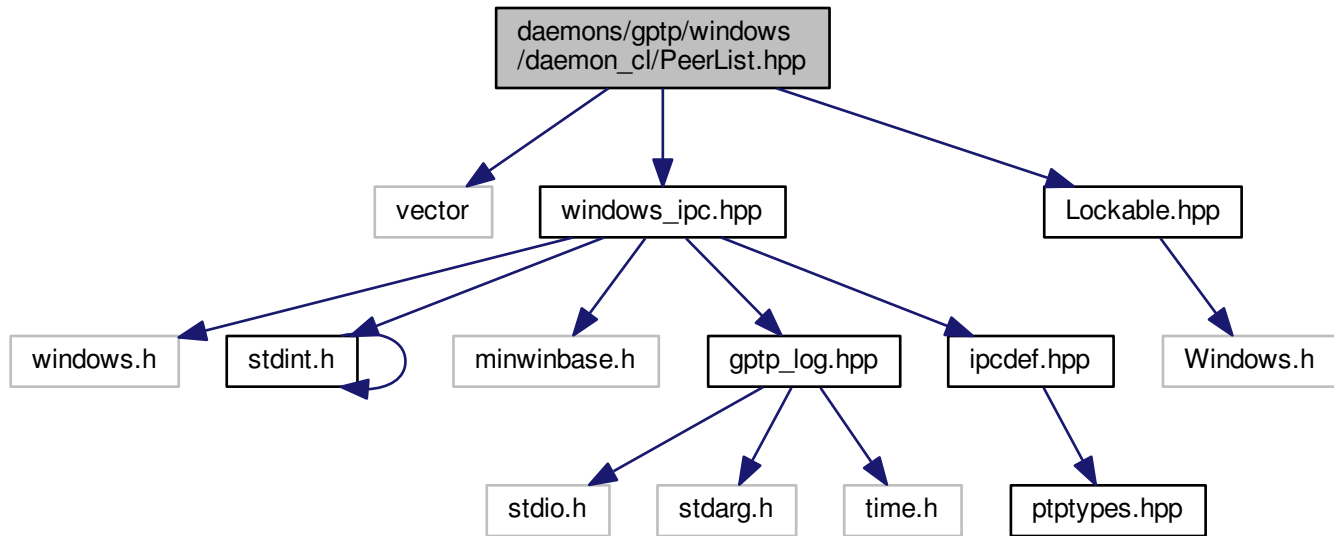 daemons/gptp/windows
/daemon_cl/PeerList.hpp
vector
windows_ipc.hpp
Lockable.hpp
windows.h
stdint.h
minwinbase.h
gptp_log.hpp
ipcdef.hpp
Windows.h
stdio.h
stdarg.h
time.h
ptptypes.hpp